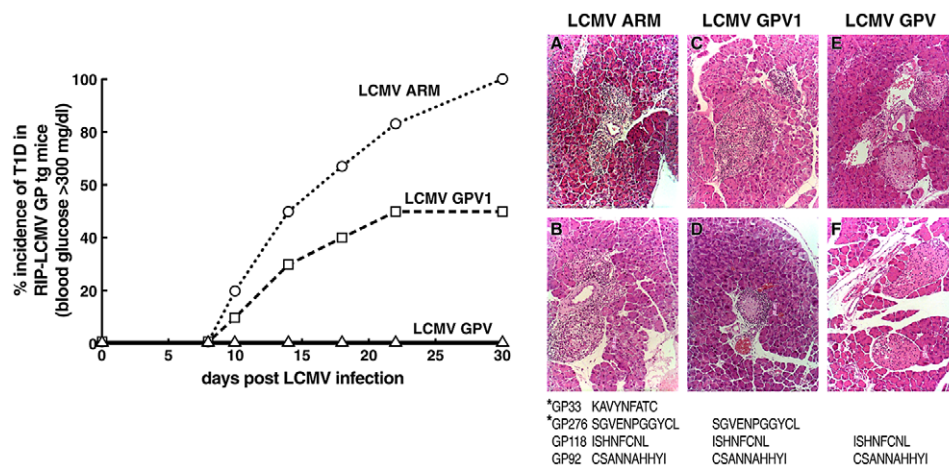 LCMV ARM
LCMV GPV1
LCMV GPV
A
C
E
B
D
F
% incidence of T1D in
RIP-LCMV GP tg mice
(blood glucose >300 mg/dl)
100
80
100
40
20
0
LCMV ARM
LCMV GPV1
LCMV GPV
0 5 10 15 20 25 30
days post LCMV infection
*GP33 KAVYNFATC
*GP276 SGVENPGGYCL SGVENPGGYCL
GP118 ISHNFCNL ISHNFCNL ISHNFCNL
GP92 CSANNAHHYI CSANNAHHYI CSANNAHHYI